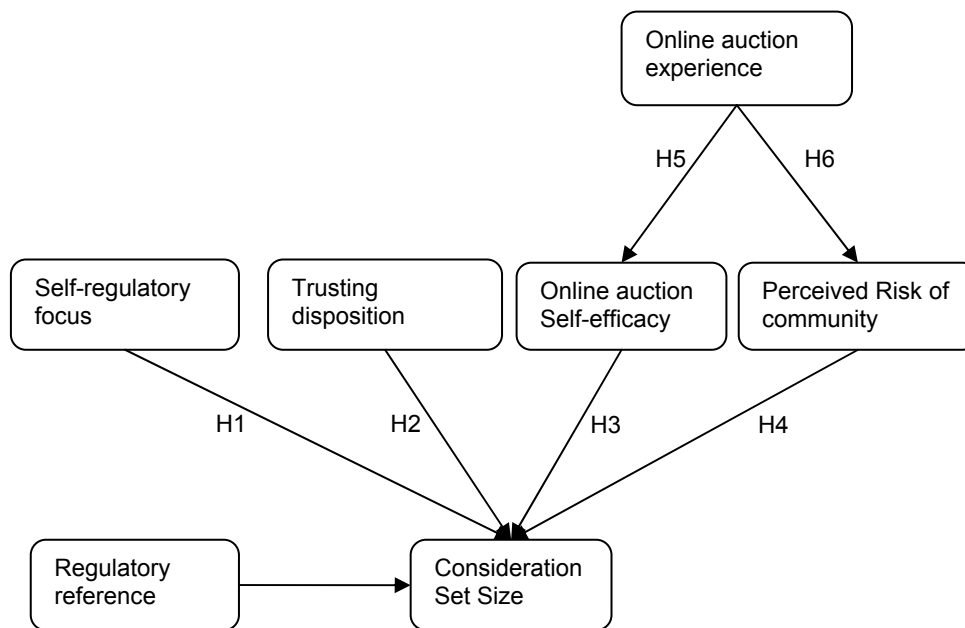 Online auction
experience
H5
H6
Self-regulatory
focus
Trusting
disposition
Online auction
Self-efficacy
Perceived Risk of
community
H1
H2
H3
H4
Regulatory
reference
Consideration
Set Size